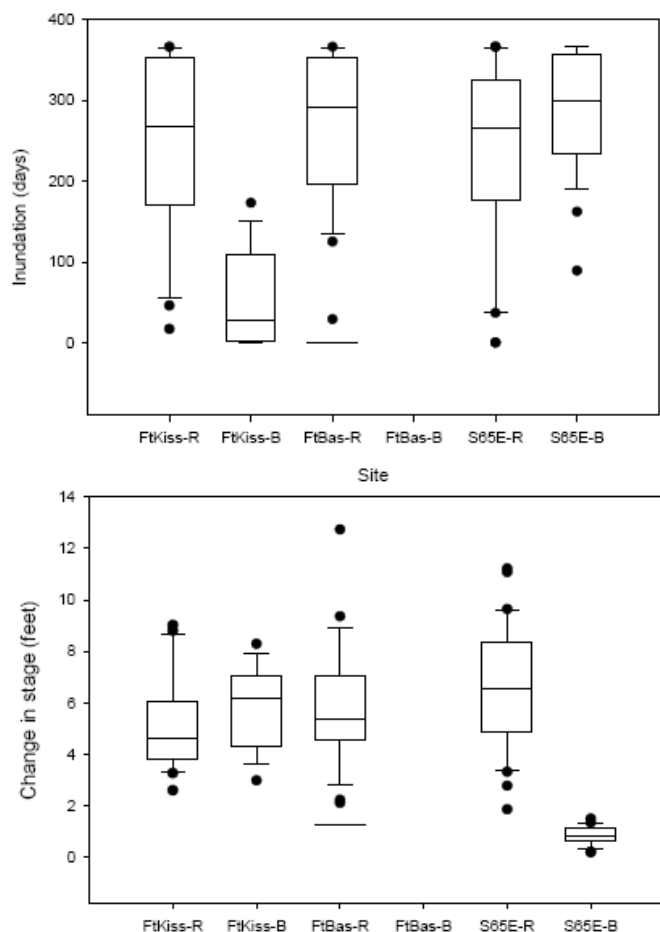 400
300
200
100
0
Inundation (days)
FtKiss-R FtKiss-B FtBas-R FtBas-B S65E-R S65E-B
Site
14
12
10
8
6
4
2
0
Change in stage (feet)
FtKiss-R FtKiss-B FtBas-R FtBas-B S65E-R S65E-B